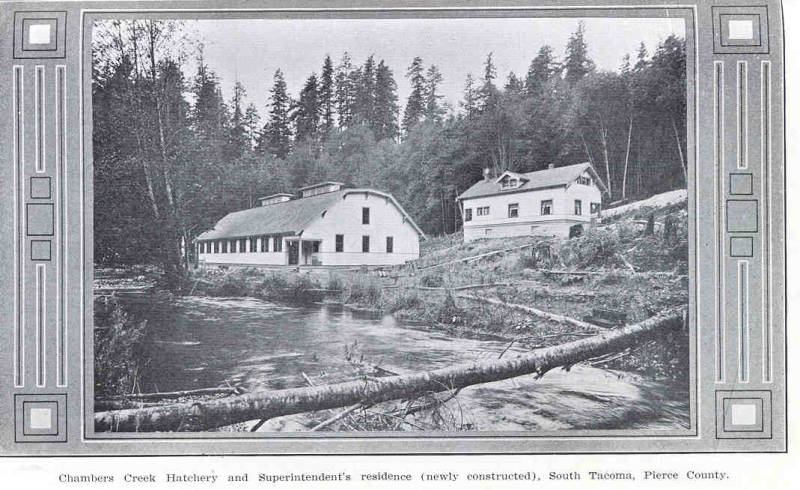 Chambers Creek Hatchery and Superintendent's residence (newly constructed), South Tacoma, Pierce County.